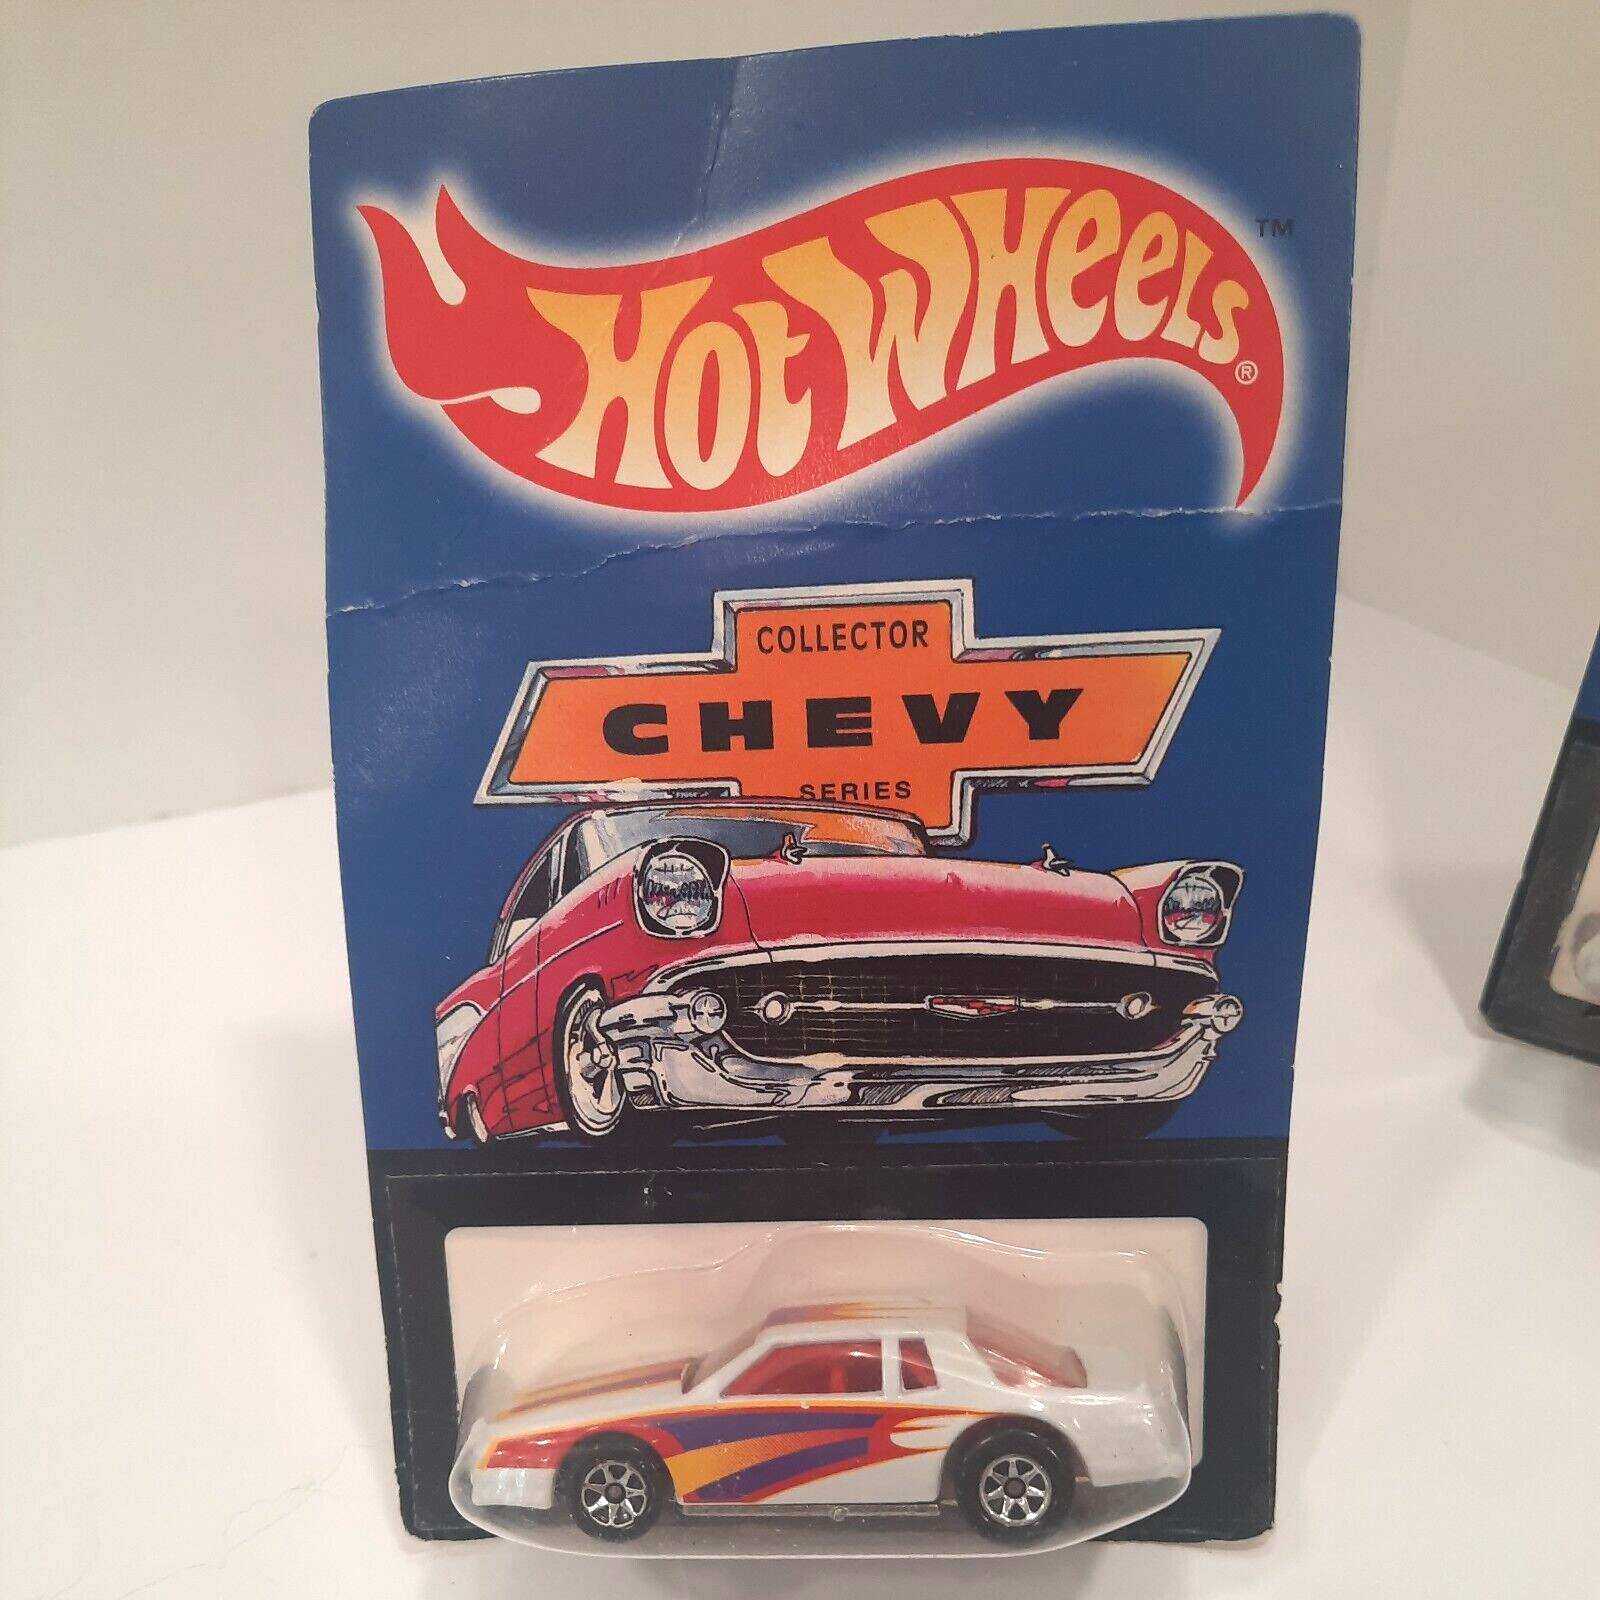 HOT WHEELS ® ™
COLLECTOR
CHEVY
SERIES